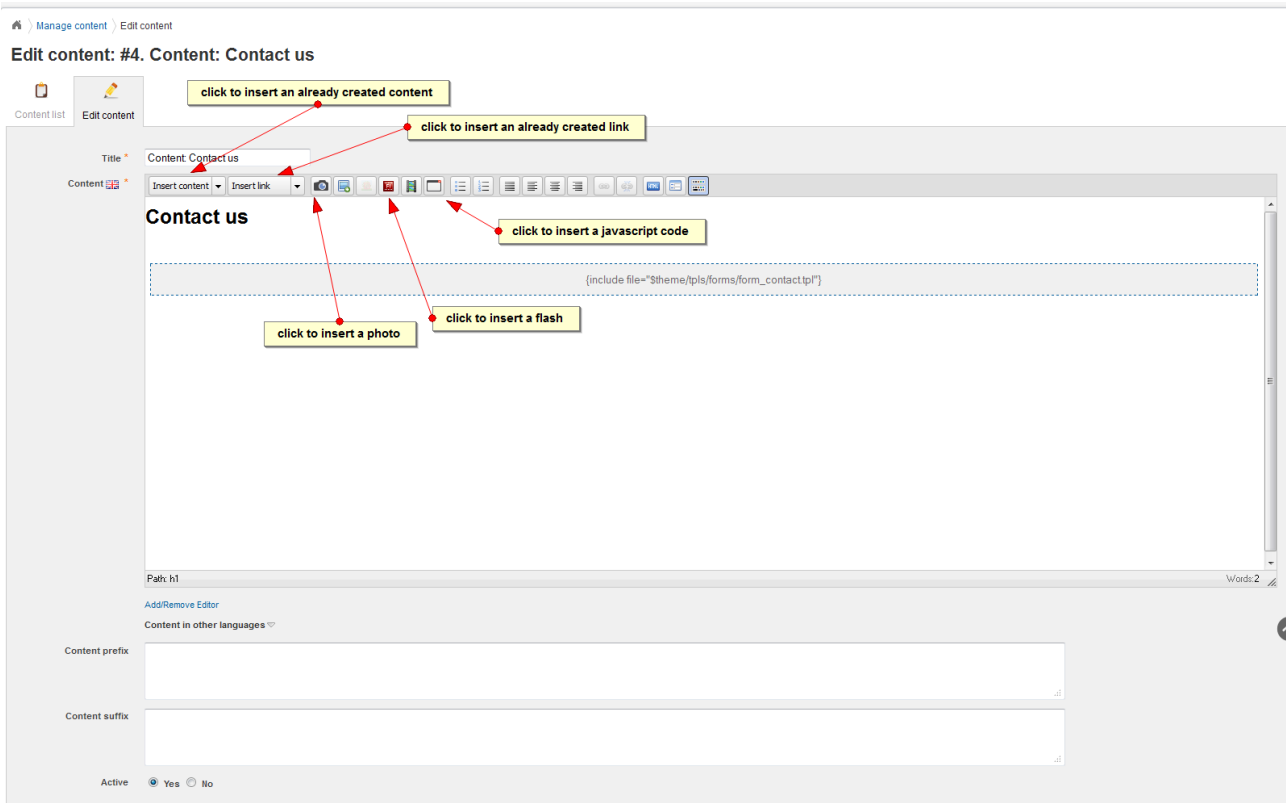 Manage content Edit content
Edit content: #4. Content: Contact us
Content list
Edit content
click to insert an already created content
click to insert an already created link
Title * Content: Contact us
Content *
Insert content Insert link
Contact us
click to insert a javascript code
{include file="$theme/tpls/forms/form_contact.tpl"}
click to insert a flash
click to insert a photo
Path: h1 Words:2
Add/Remove Editor
Content in other languages
Content prefix
Content suffix
Active Yes No